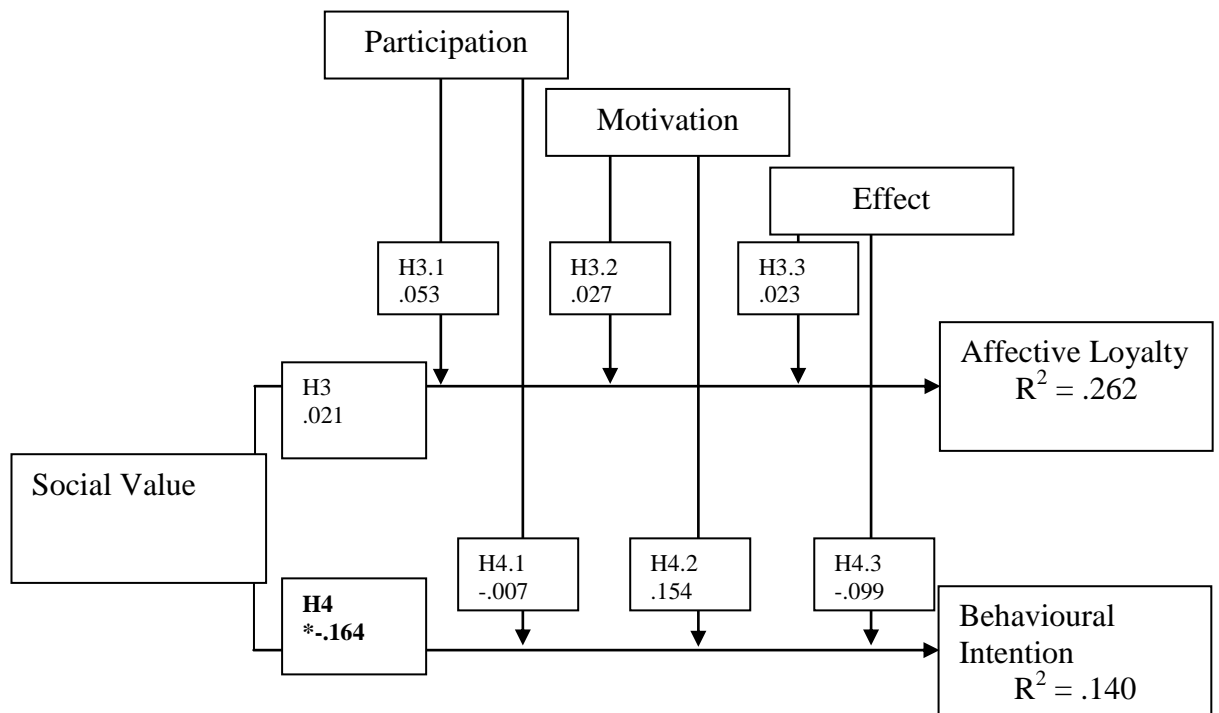 Participation
Motivation
Effect
H3.1
.053
H3.2
.027
H3.3
.023
Affective Loyalty
R² = .262
H3
.021
Social Value
H4.1
-.007
H4.2
.154
H4.3
-.099
H4
*-.164
Behavioural
Intention
R² = .140